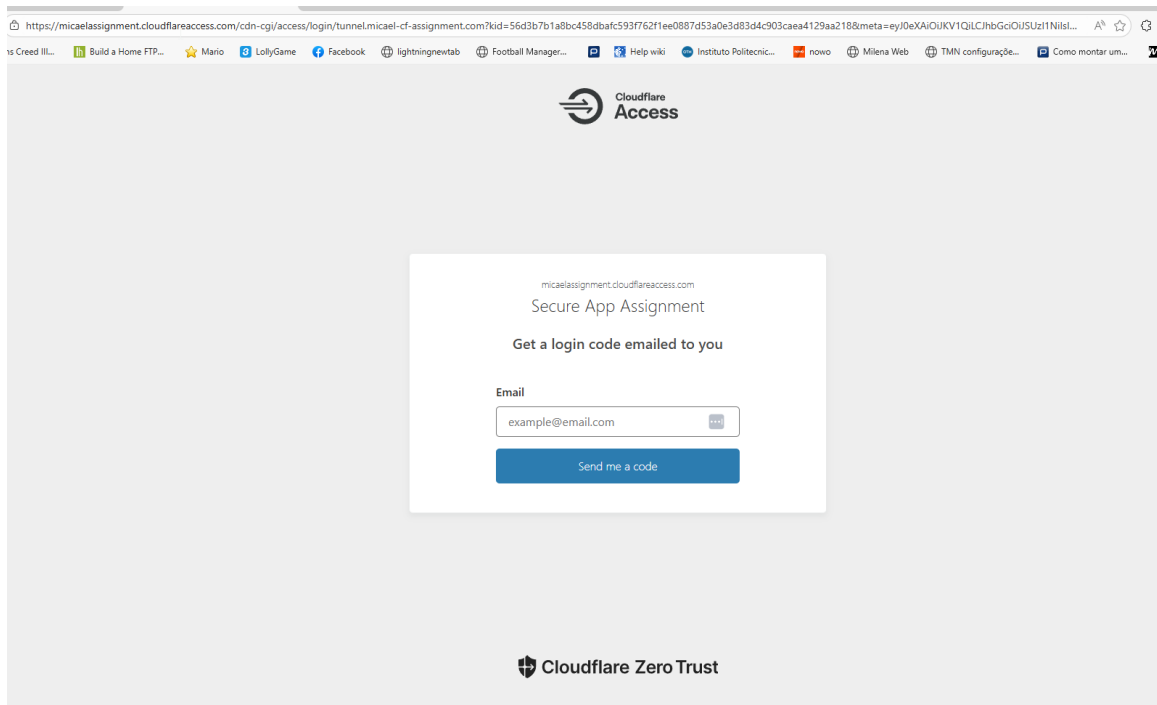 https://micaelassignment.cloudflareaccess.com/cdn-cgi/access/login/tunnel.micael-cf-assignment.com?kid=56d3b7b1a8bc458dbafc593f762f1ee0887d53a0e3d83d4c903caea4129aa218&meta=eyJ0eXAiOiJKV1QiLCJhbGciOiJSUzI1NiIsI...
ns Creed III... Build a Home FTP... Mario LollyGame Facebook lightningnewtab Football Manager... Help wiki Instituto Politecnic... nowo Milena Web TMN configuraçõe... Como montar um...
Cloudflare
Access
micaelassignment.cloudflareaccess.com
Secure App Assignment
Get a login code emailed to you
Email
example@email.com
Send me a code
Cloudflare Zero Trust